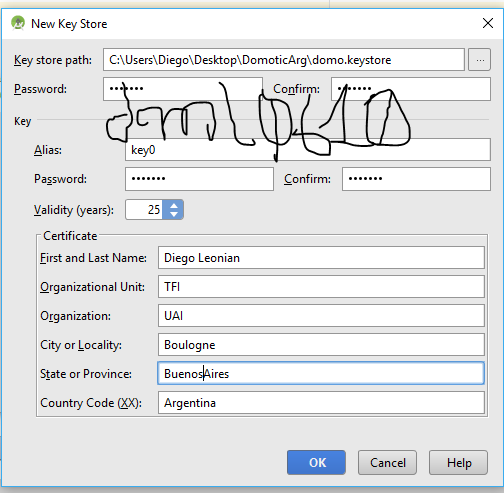 New Key Store
Key store path: C:\Users\Diego\Desktop\DomoticArg\domo.keystore ...
Password: ••••••• Confirm: •••••••
Key
Alias: key0
Password: ••••••• Confirm: •••••••
Validity (years): 25
Certificate
First and Last Name: Diego Leonian
Organizational Unit: TFI
Organization: UAI
City or Locality: Boulogne
State or Province: BuenosAires
Country Code (XX): Argentina
OK Cancel Help